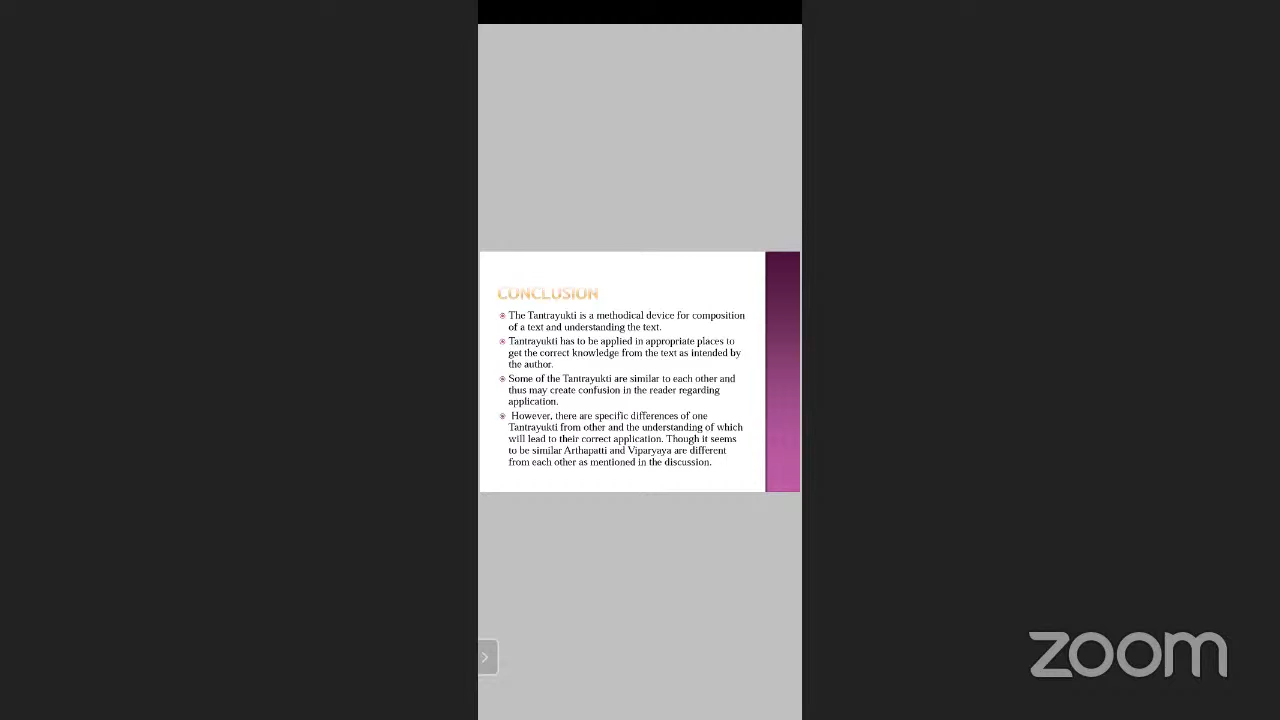 CONCLUSION
The Tantrayukti is a methodical device for composition
of a text and understanding the text.
Tantrayukti has to be applied in appropriate places to
get the correct knowledge from the text as intended by
the author.
Some of the Tantrayukti are similar to each other and
thus may create confusion in the reader regarding
application.
However, there are specific differences of one
Tantrayukti from other and the understanding of which
will lead to their correct application. Though it seems
to be similar Arthapatti and Viparyaya are different
from each other as mentioned in the discussion.
zoom